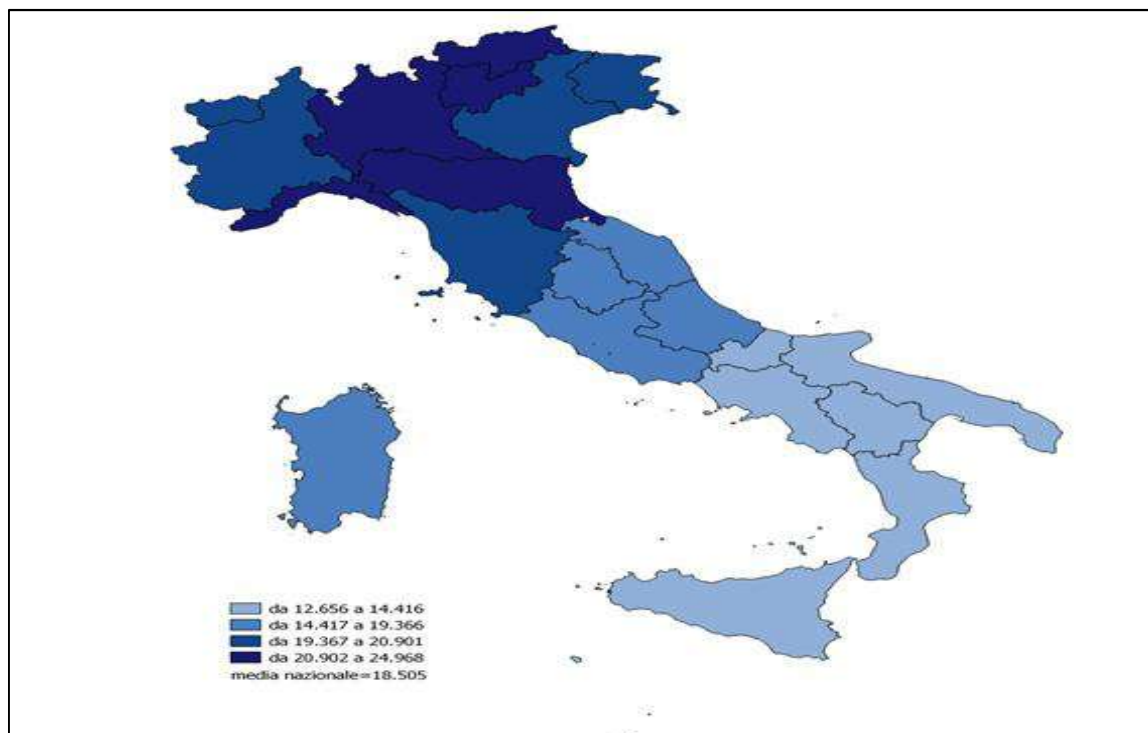 da 12.656 a 14.416
da 14.417 a 19.366
da 19.367 a 20.901
da 20.902 a 24.968
media nazionale=18.505